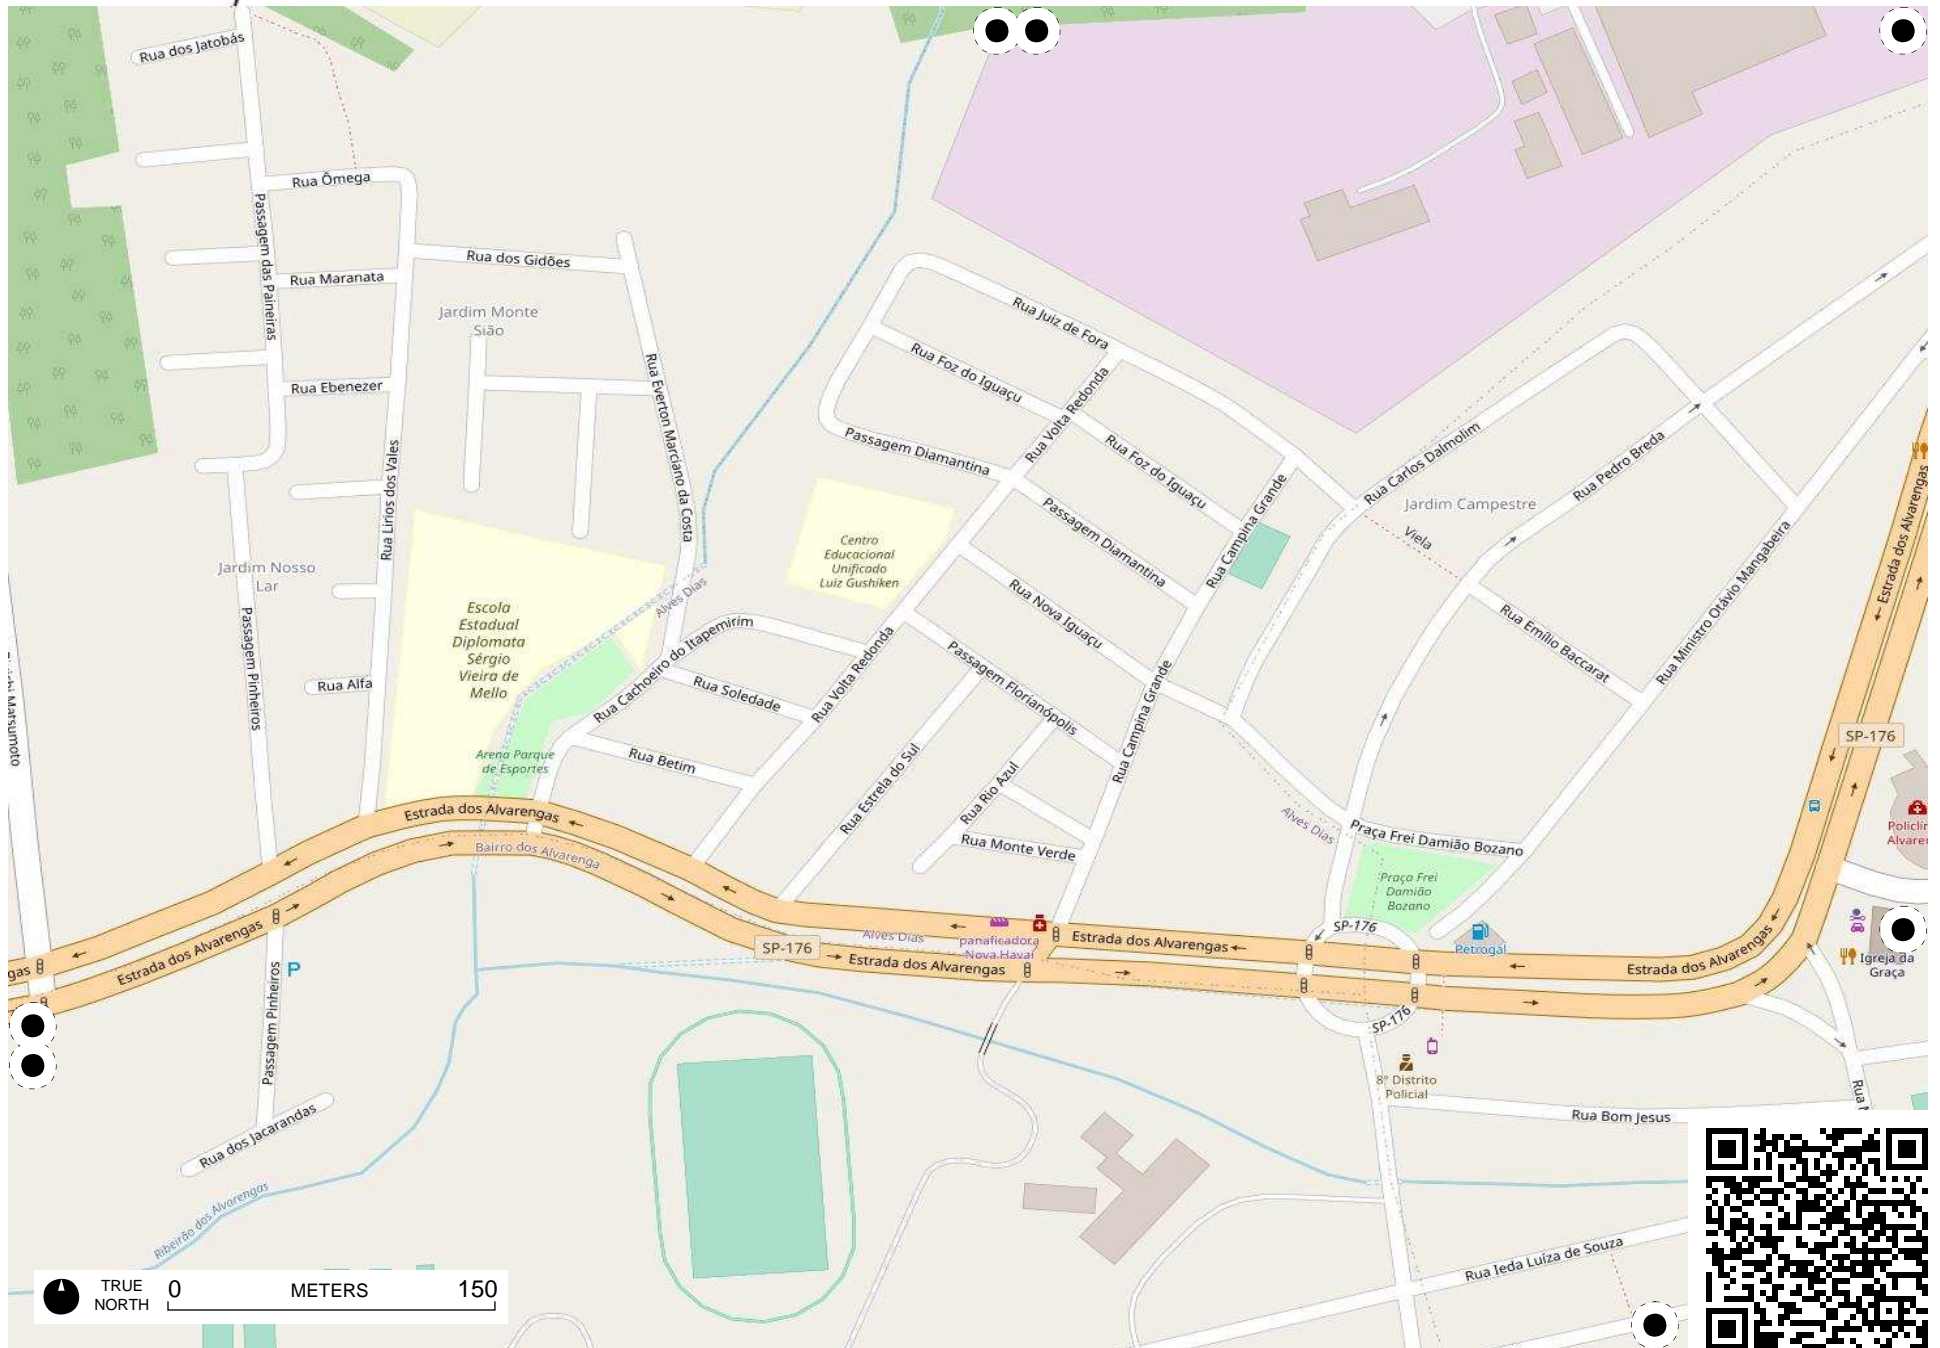 Rua dos Jatobás
Rua Ômega
Passagem das Paineiras
Rua dos Gidões
Rua Maranata
Jardim Monte
Sião
Rua Juiz de Fora
Rua Foz do Iguaçu
Rua Volta Redonda
Rua Ebenezer
Rua Everton Marciano da Costa
Passagem Diamantina
Rua Foz do Iguaçu
Rua Carlos Dalmolim
Rua Pedro Breda
Rua Lírios dos Vales
Rua Campina Grande
Jardim Campestre
Estrada dos Alvarengas
Viela
Passagem Diamantina
Centro
Educacional
Unificado
Luiz Gushiken
Jardim Nosso
Lar
Alves Dias
Escola
Estadual
Diplomata
Sérgio
Vieira de
Mello
Rua Nova Iguaçu
Rua Emílio Baccarat
Rua Ministro Otávio Mangabeira
Passagem Pinheiros
Rua Cachoeiro do Itapemirim
Rua Volta Redonda
Passagem Florianópolis
Rua Alfa
Rua Soledade
Rua Campina Grande
Matsumoto
SP-176
Arena Parque
de Esportes
Rua Betim
Rua Estrela do Sul
Rua Rio Azul
Rua Monte Verde
Alves Dias
Praça Frei Damião Bozano
Praça Frei
Damião
Bozano
Estrada dos Alvarengas
Bairro dos Alvarenga
SP-176
Petrogal
Alves Dias
panaficadora
Nova Havaí
Estrada dos Alvarengas
Estrada dos Alvarengas
SP-176
Estrada dos Alvarengas
Estrada dos Alvarengas
gas
P
Igreja da
Graça
SP-176
Passagem Pinheiros
8º Distrito
Policial
Rua Bom Jesus
Rua
Rua dos Jacarandas
Ribeirão dos Alvarengas
Rua Ieda Luíza de Souza
TRUE
NORTH
0 METERS 150